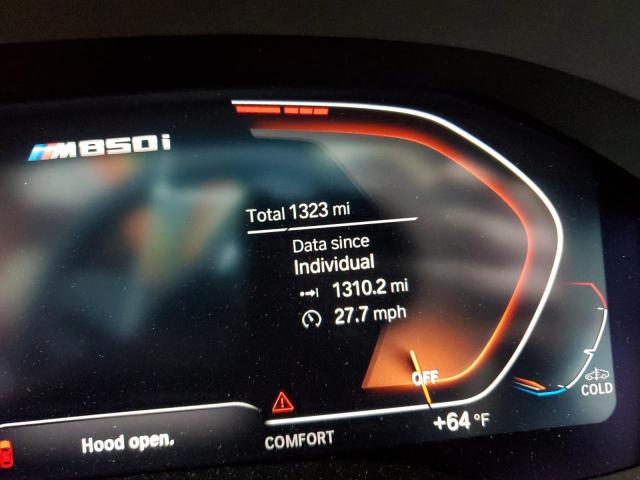 M850i
Total 1323 mi
Data since
Individual
1310.2 mi
27.7 mph
OFF
COLD
+64 °F
COMFORT
Hood open.